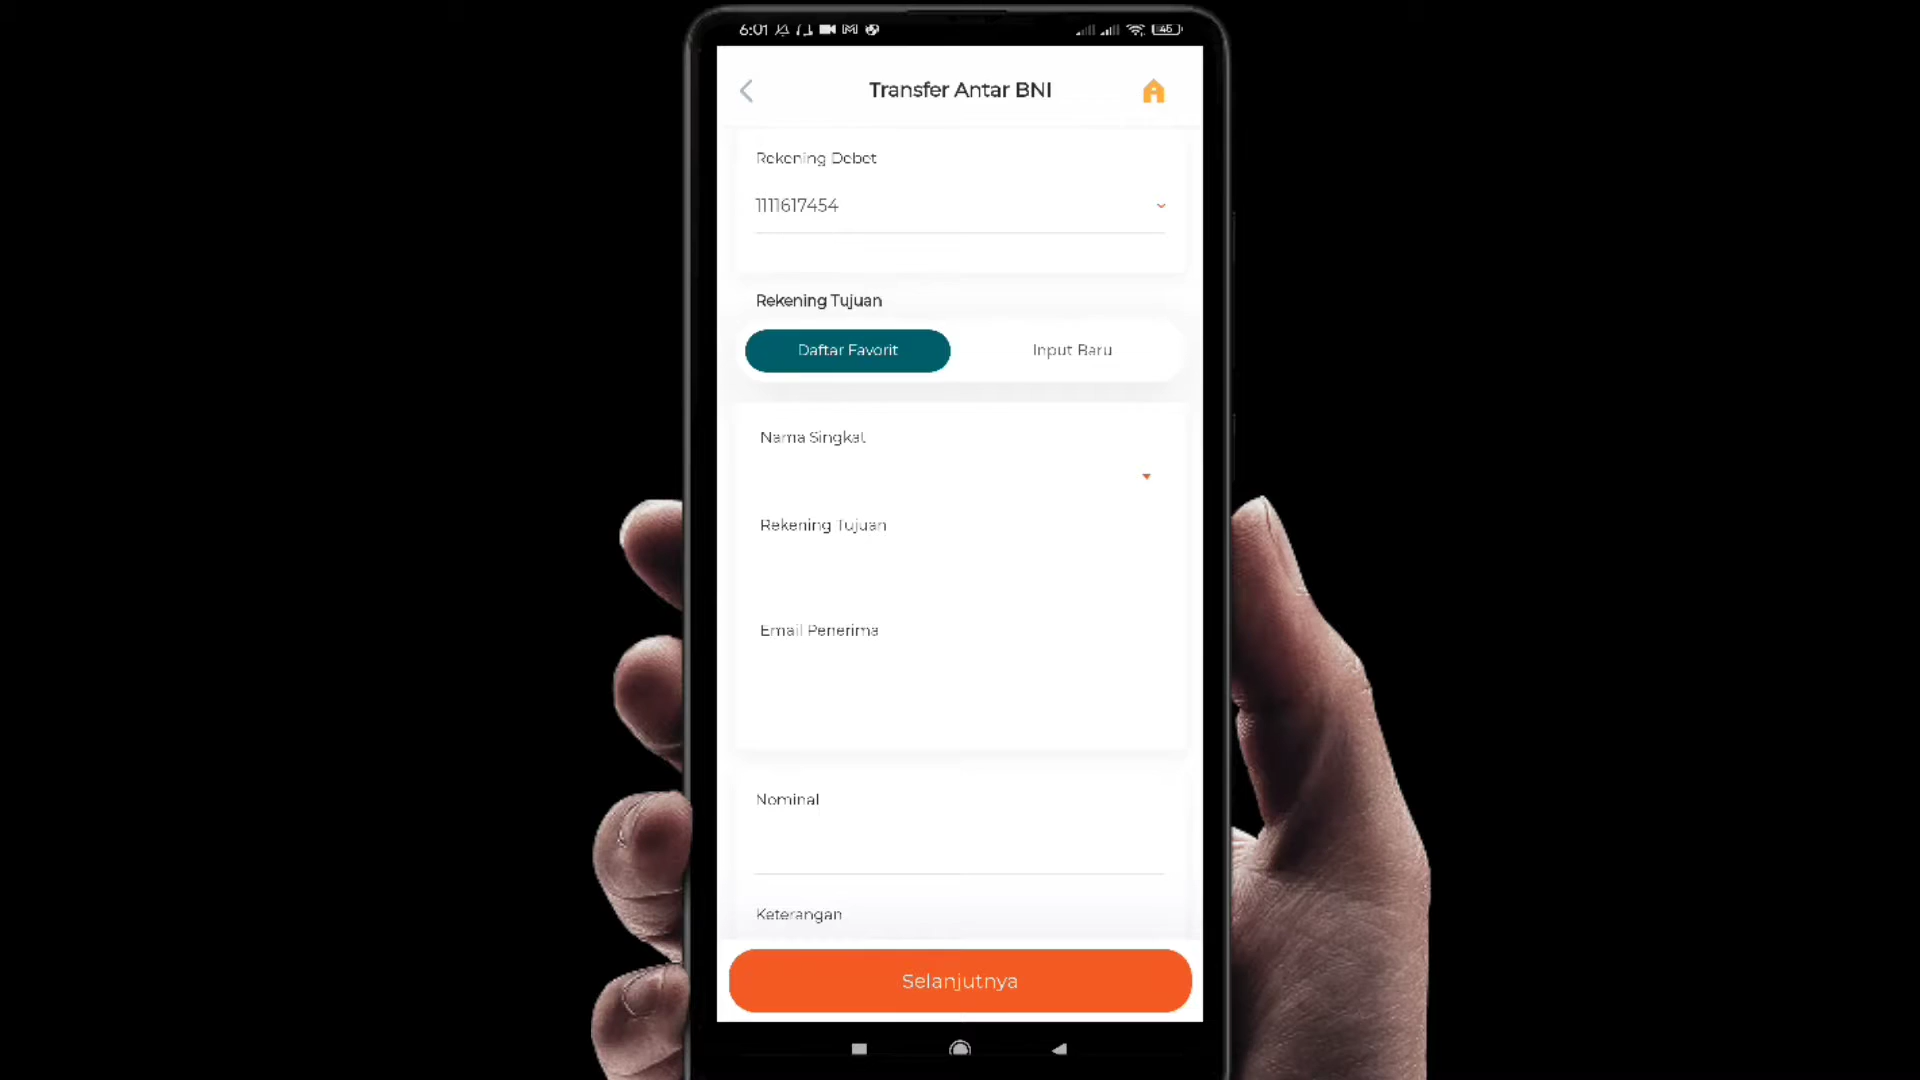 6:01
45
Transfer Antar BNI
Rekening Debet
1111617454
Rekening Tujuan
Daftar Favorit
Input Baru
Nama Singkat
Rekening Tujuan
Email Penerima
Nominal
Keterangan
Selanjutnya